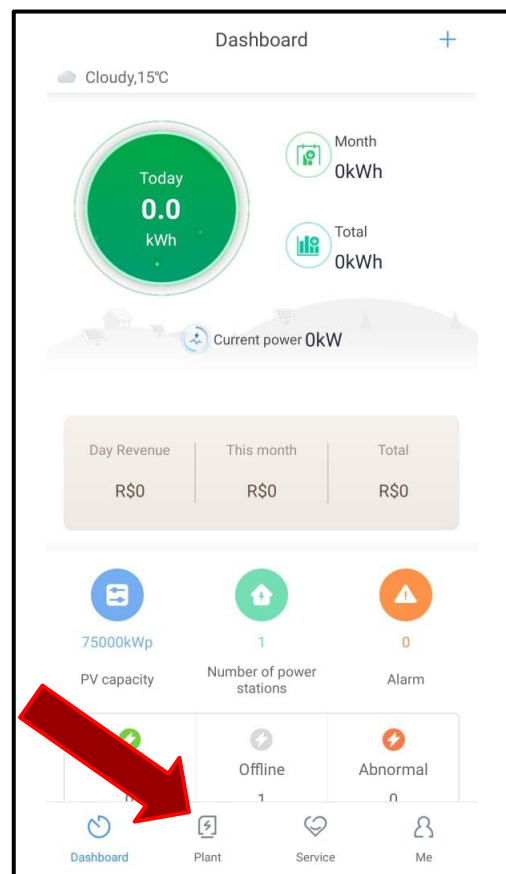 Dashboard
Cloudy,15℃
Month
0kWh
Today
0.0
kWh
Total
0kWh
Current power 0kW
Day Revenue
This month
Total
R$0
R$0
R$0
75000kWp
1
0
PV capacity
Number of power
stations
Alarm
Offline
Abnormal
0
1
0
Dashboard
Plant
Service
Me